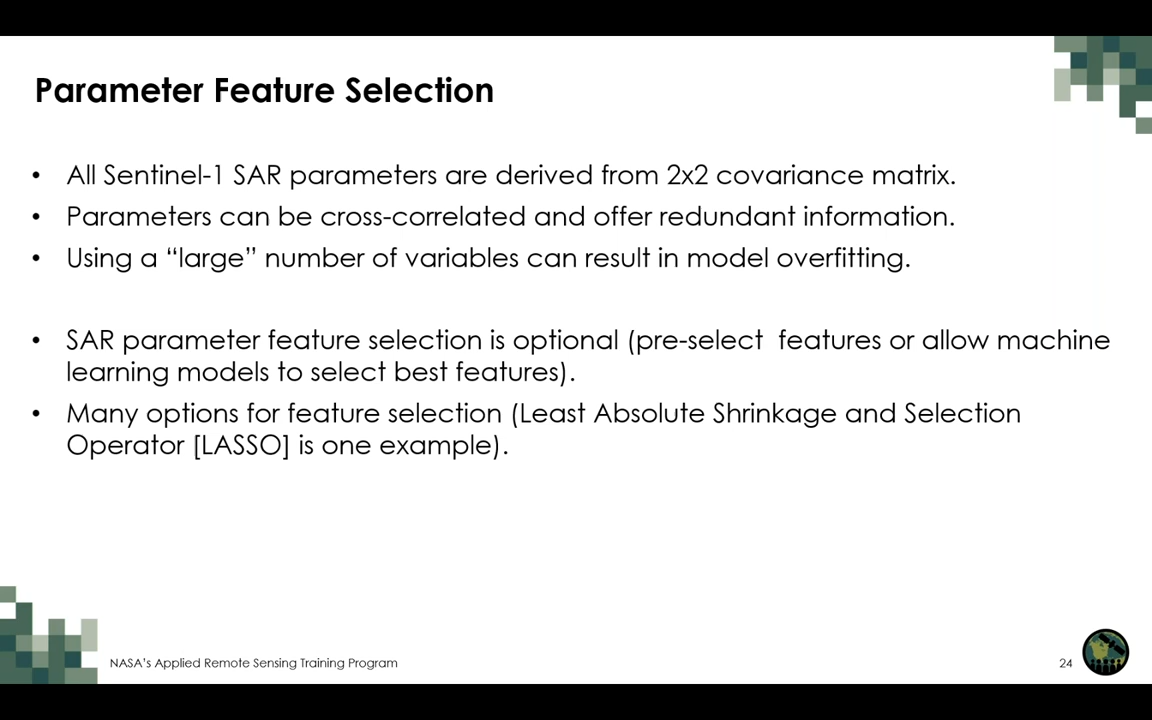 Parameter Feature Selection
• All Sentinel-1 SAR parameters are derived from 2x2 covariance matrix.
• Parameters can be cross-correlated and offer redundant information.
• Using a “large” number of variables can result in model overfitting.
• SAR parameter feature selection is optional (pre-select  features or allow machine
learning models to select best features).
• Many options for feature selection (Least Absolute Shrinkage and Selection
Operator [LASSO] is one example).
NASA’s Applied Remote Sensing Training Program
24